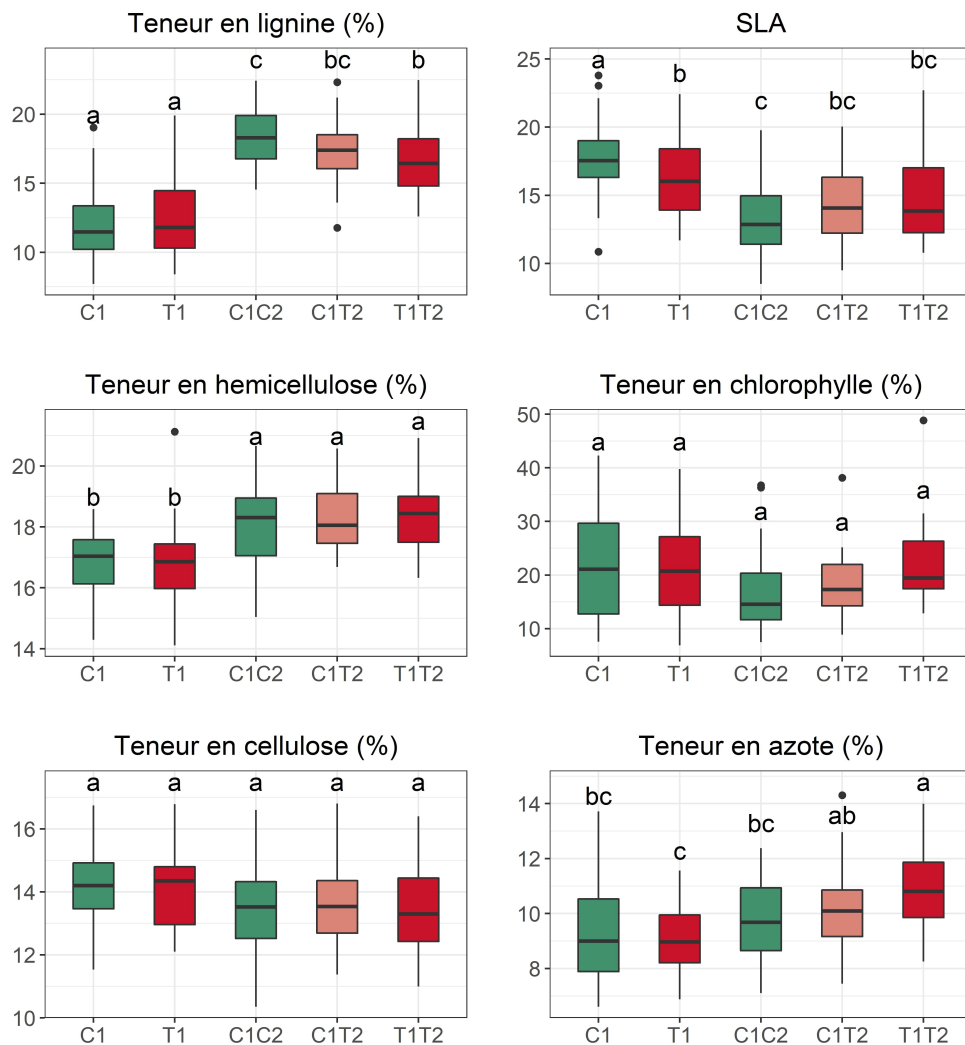 Teneur en lignine (%)
a a c bc b
20
15
10
C1 T1 C1C2 C1T2 T1T2
SLA
a b c bc bc
25
20
15
10
C1 T1 C1C2 C1T2 T1T2
Teneur en hemicellulose (%)
b b a a a
20
18
16
14
C1 T1 C1C2 C1T2 T1T2
Teneur en chlorophylle (%)
a a a a a
50
40
30
20
10
C1 T1 C1C2 C1T2 T1T2
Teneur en cellulose (%)
a a a a a
16
14
12
10
C1 T1 C1C2 C1T2 T1T2
Teneur en azote (%)
bc c bc ab a
14
12
10
8
C1 T1 C1C2 C1T2 T1T2